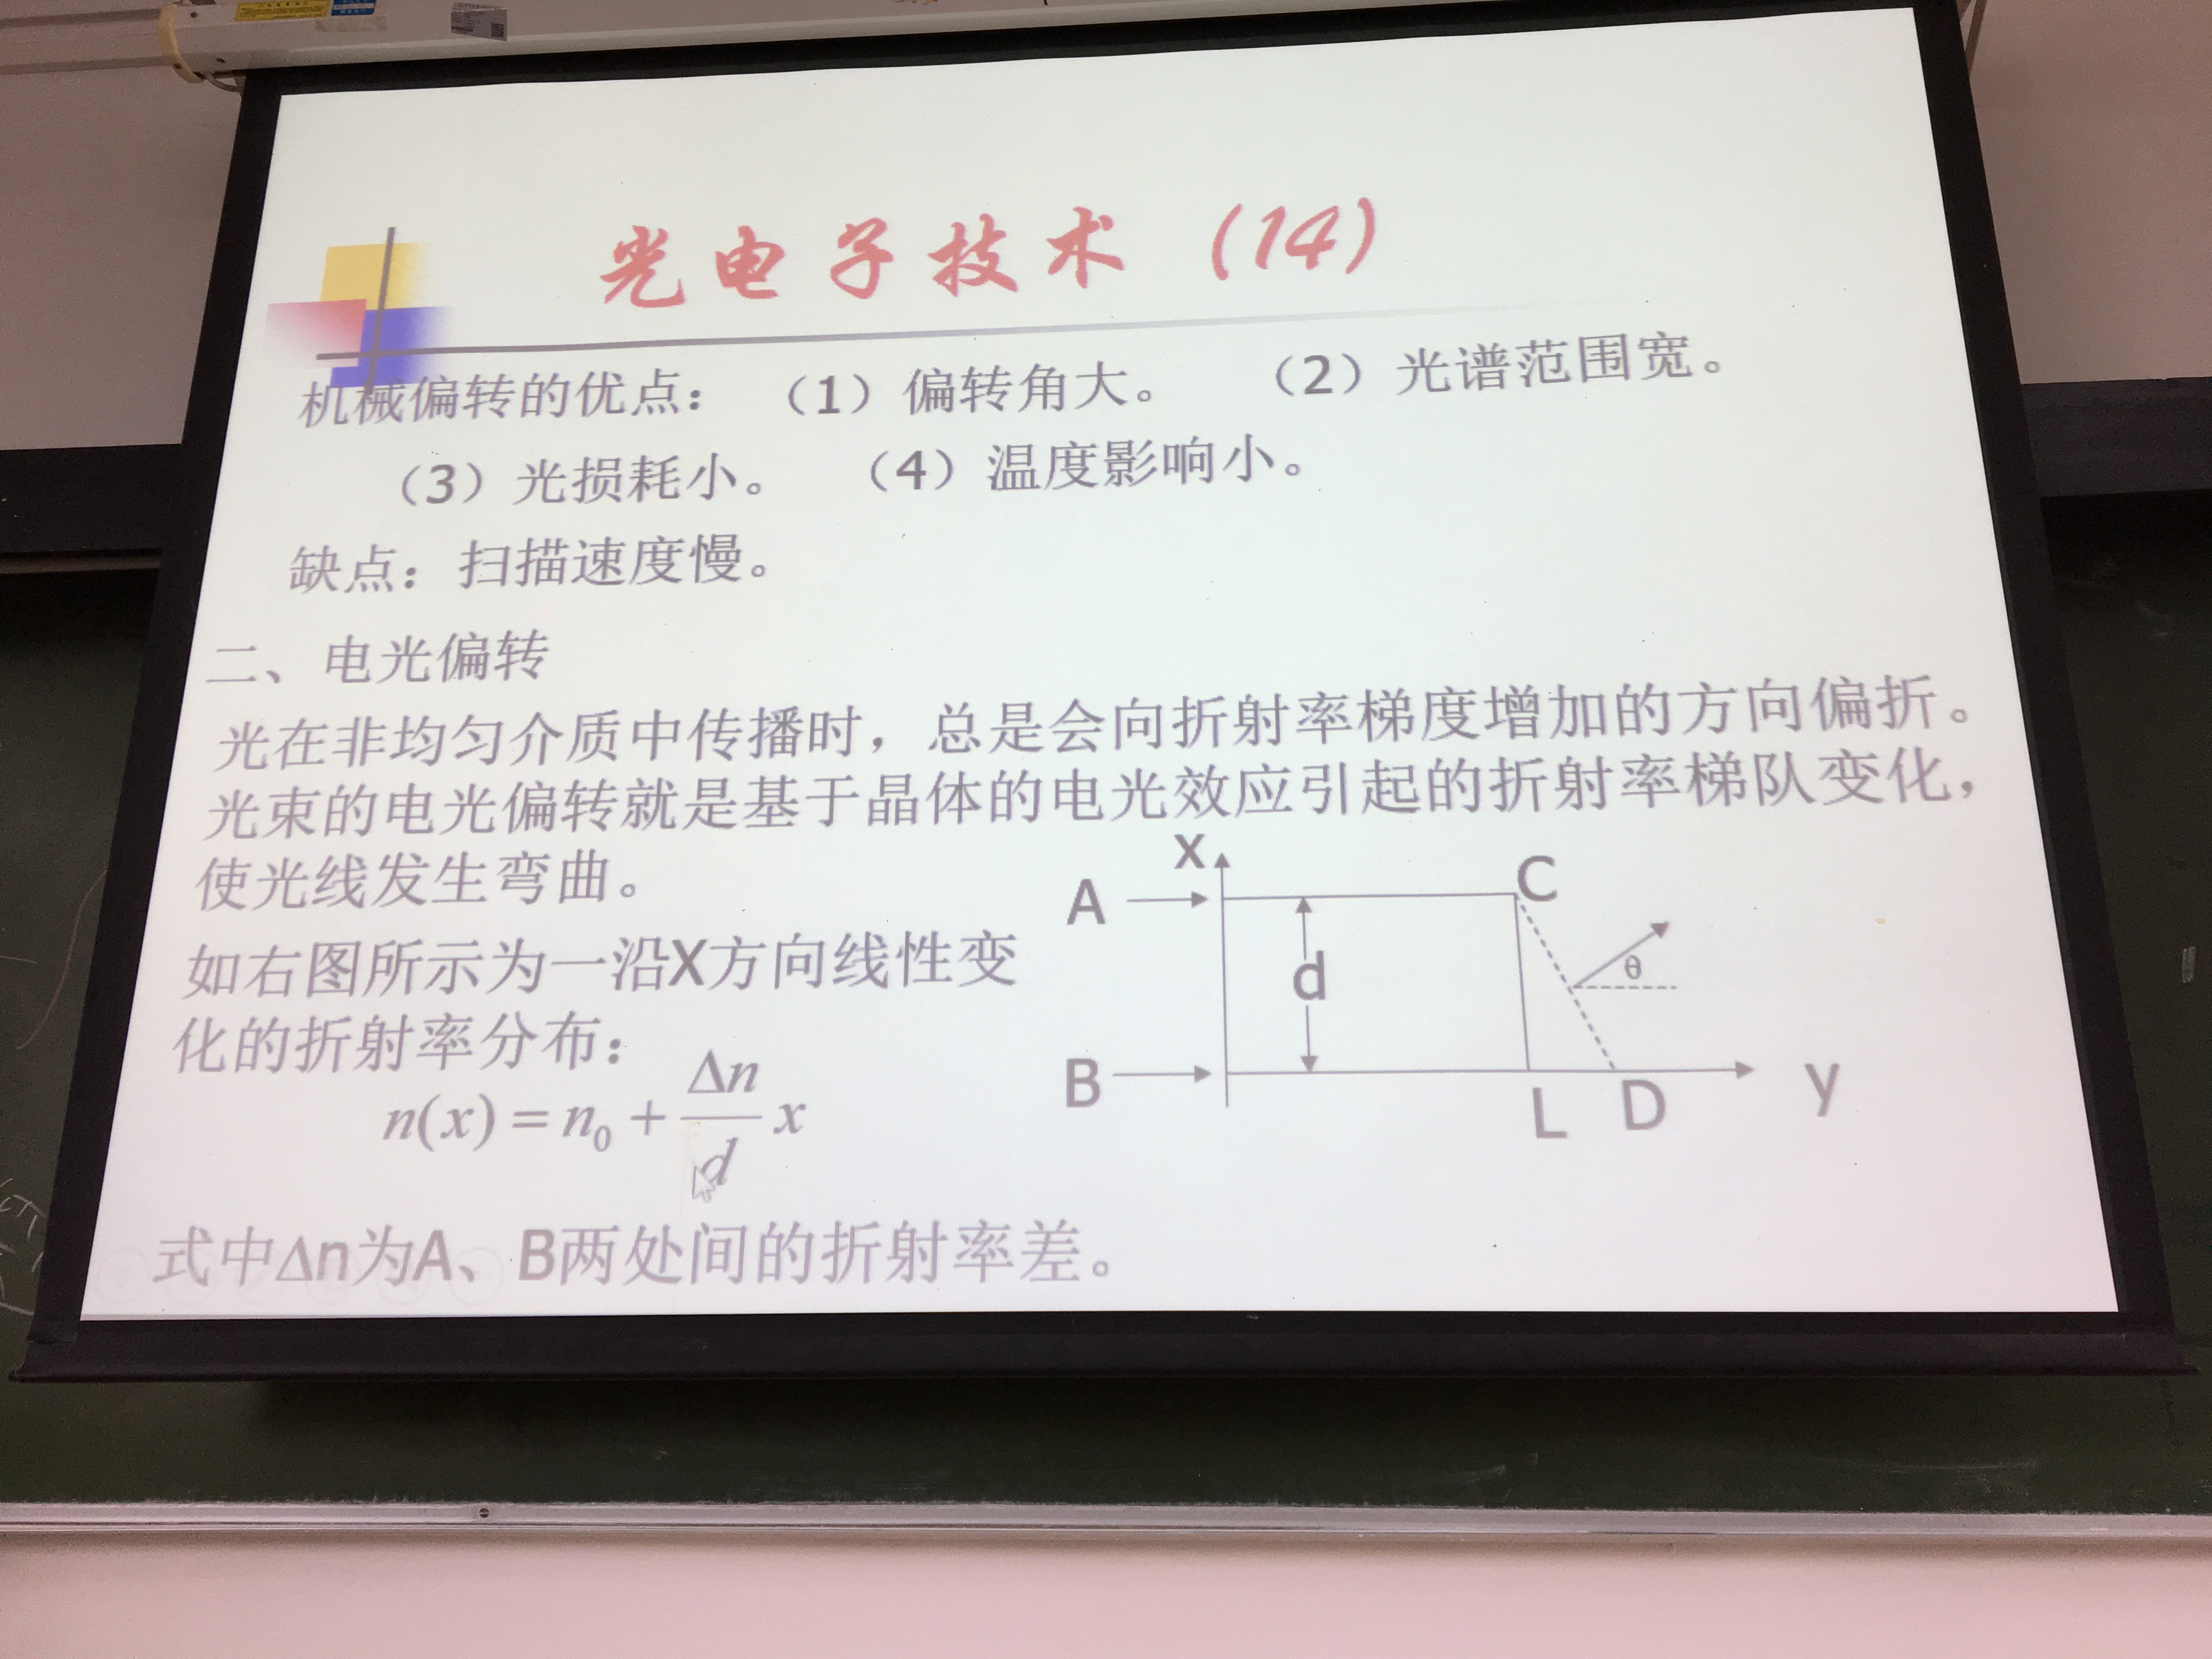 光电子技术（14）
机械偏转的优点：（1）偏转角大。（2）光谱范围宽。
（3）光损耗小。（4）温度影响小。
缺点：扫描速度慢。
二、电光偏转
光在非均匀介质中传播时，总是会向折射率梯度增加的方向偏折。
光束的电光偏转就是基于晶体的电光效应引起的折射率梯队变化，
使光线发生弯曲。
如右图所示为一沿X方向线性变
化的折射率分布：
n(x) = n₀ + Δn/d x
式中Δn为A、B两处间的折射率差。
x
A
C
d
θ
B
L
D
y